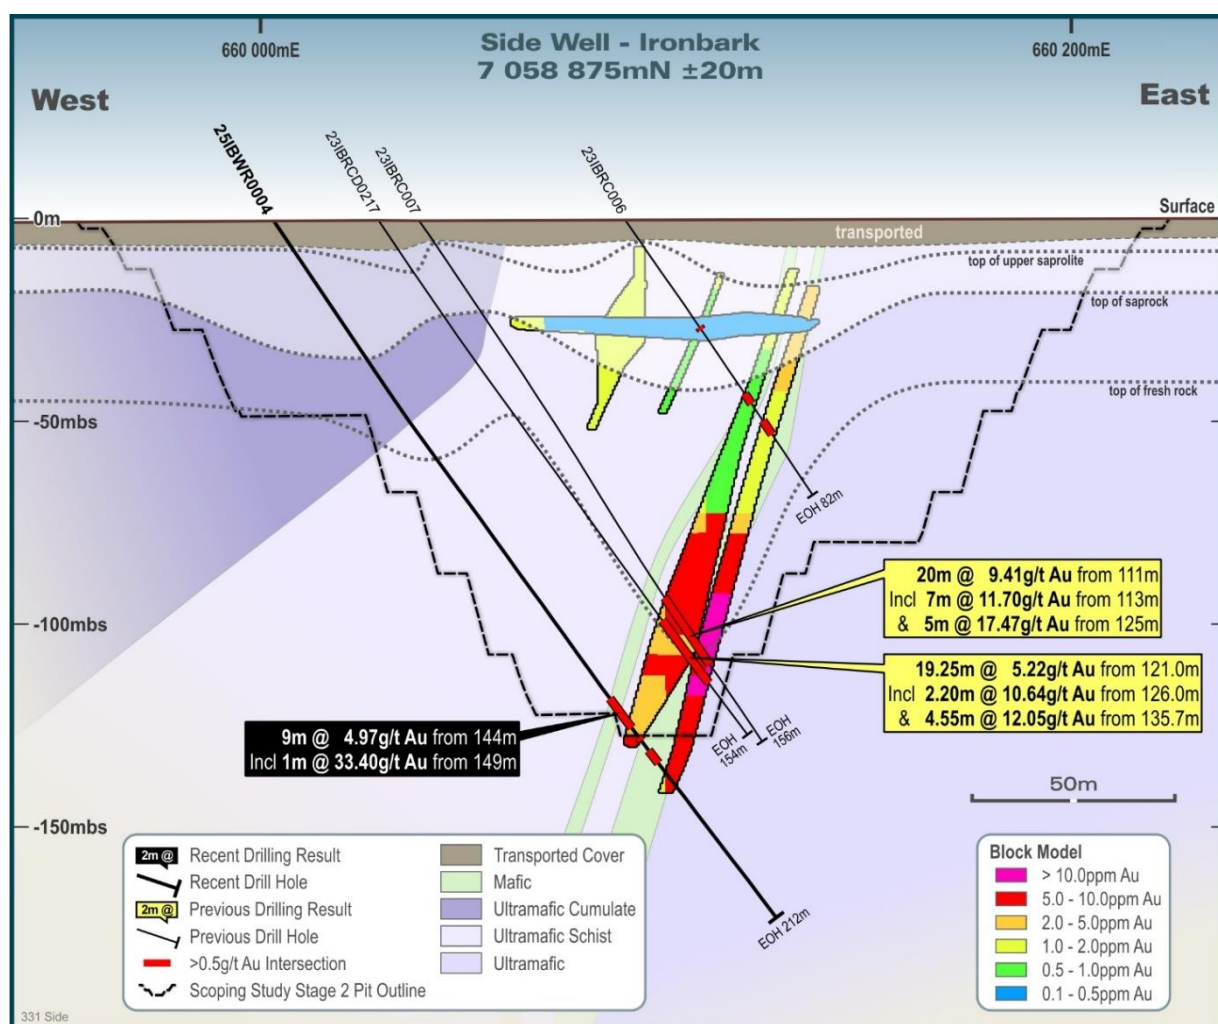 660 000mE
Side Well - Ironbark
7 058 875mN ±20m
660 200mE
West
East
25IBWR0004
23IBRCD0217
23IBRC007
23IBRC006
0m
Surface
transported
top of upper saprolite
top of saprock
top of fresh rock
-50mbs
EOH 82m
20m @ 9.41g/t Au from 111m
Incl 7m @ 11.70g/t Au from 113m
& 5m @ 17.47g/t Au from 125m
-100mbs
19.25m @ 5.22g/t Au from 121.0m
Incl 2.20m @ 10.64g/t Au from 126.0m
& 4.55m @ 12.05g/t Au from 135.7m
9m @ 4.97g/t Au from 144m
Incl 1m @ 33.40g/t Au from 149m
EOH
154m
EOH
156m
50m
-150mbs
EOH 212m
2m @ Recent Drilling Result
Recent Drill Hole
2m @ Previous Drilling Result
Previous Drill Hole
>0.5g/t Au Intersection
Scoping Study Stage 2 Pit Outline
Transported Cover
Mafic
Ultramafic Cumulate
Ultramafic Schist
Ultramafic
Block Model
> 10.0ppm Au
5.0 - 10.0ppm Au
2.0 - 5.0ppm Au
1.0 - 2.0ppm Au
0.5 - 1.0ppm Au
0.1 - 0.5ppm Au
331 Side